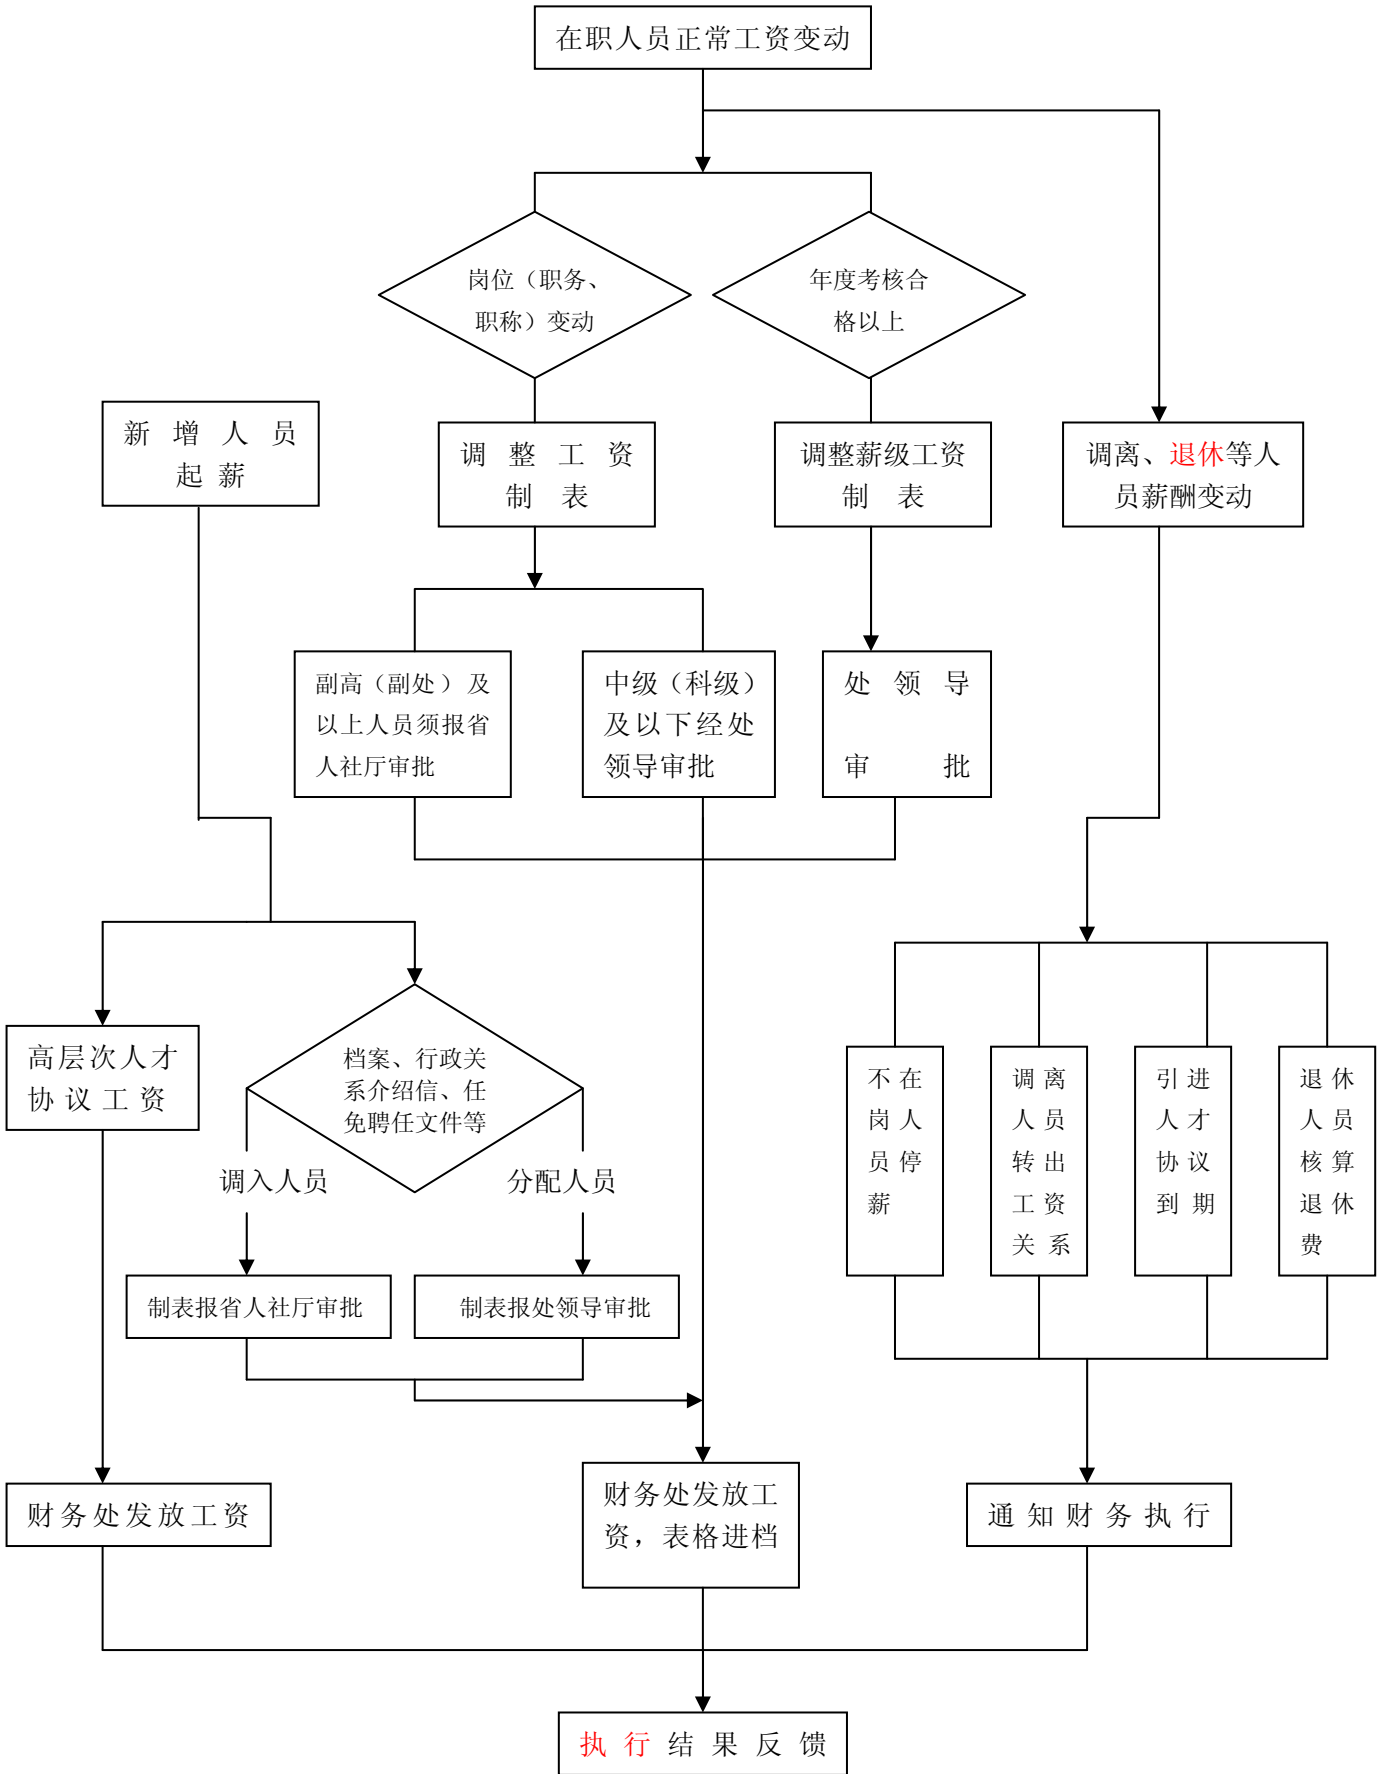 在职人员正常工资变动
岗位（职务、
职称）变动
年度考核合
格以上
新增人员
起薪
调整工资
制表
调整薪级工资
制表
调离、退休等人
员薪酬变动
副高（副处）及
以上人员须报省
人社厅审批
中级（科级）
及以下经处
领导审批
处领导
审批
高层次人才
协议工资
档案、行政关
系介绍信、任
免聘任文件等
调入人员
分配人员
不在
岗人
员停
薪
调离
人员
转出
工资
关系
引进
人才
协议
到期
退休
人员
核算
退休
费
制表报省人社厅审批
制表报处领导审批
财务处发放工资
财务处发放工
资，表格进档
通知财务执行
执行结果反馈